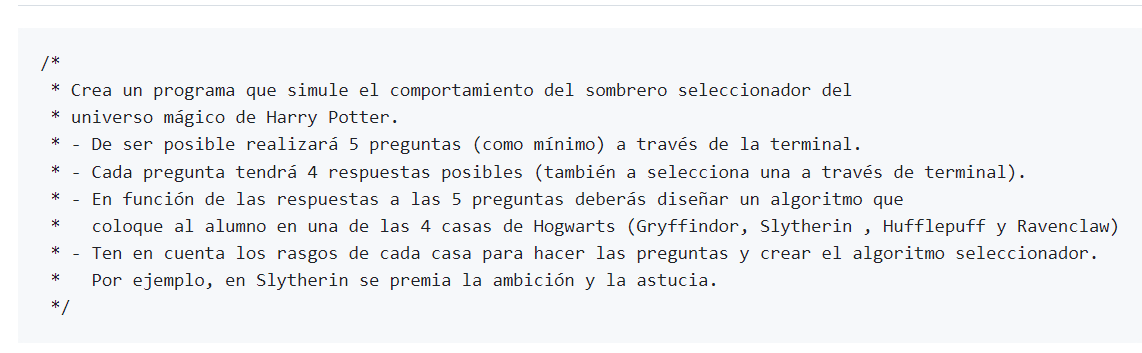 /*
 * Crea un programa que simule el comportamiento del sombrero seleccionador del
 * universo mágico de Harry Potter.
 * - De ser posible realizará 5 preguntas (como mínimo) a través de la terminal.
 * - Cada pregunta tendrá 4 respuestas posibles (también a selecciona una a través de terminal).
 * - En función de las respuestas a las 5 preguntas deberás diseñar un algoritmo que
 *   coloque al alumno en una de las 4 casas de Hogwarts (Gryffindor, Slytherin , Hufflepuff y Ravenclaw)
 * - Ten en cuenta los rasgos de cada casa para hacer las preguntas y crear el algoritmo seleccionador.
 *   Por ejemplo, en Slytherin se premia la ambición y la astucia.
 */